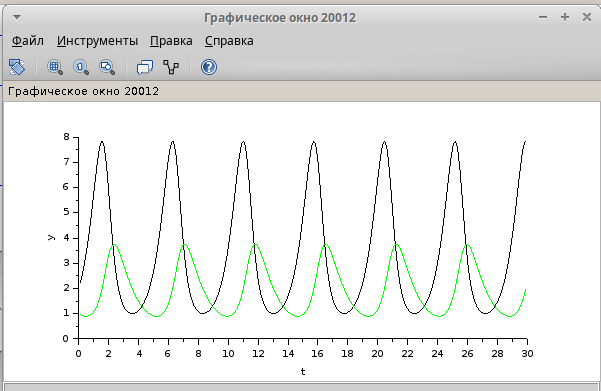 Графическое окно 20012
Файл Инструменты Правка Справка
Графическое окно 20012
8
7
6
5
4
3
2
1
0
y
0 2 4 6 8 10 12 14 16 18 20 22 24 26 28 30
t